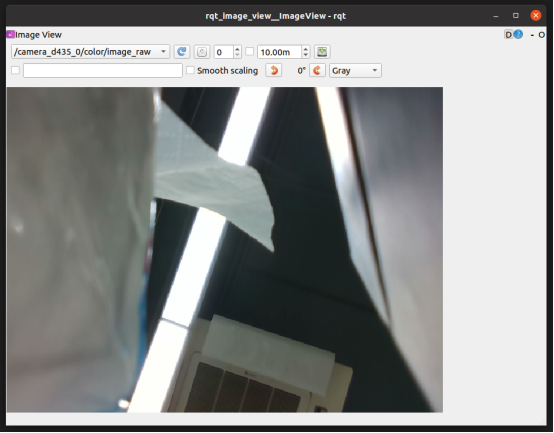 rqt_image_view__ImageView - rqt
Image View
D - O
/camera_d435_0/color/image_raw 0 10.00m
Smooth scaling 0° Gray